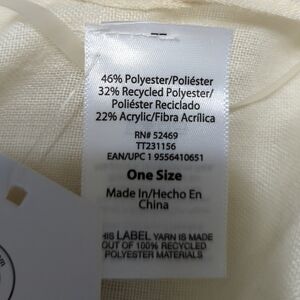 46% Polyester/Poliéster
32% Recycled Polyester/
Poliéster Reciclado
22% Acrylic/Fibra Acrílica
RN# 52469
TT231156
EAN/UPC 1 9556410651
One Size
Made In/Hecho En
China
HIS LABEL YARN IS MADE
OUT OF 100% RECYCLED
POLYESTER MATERIALS